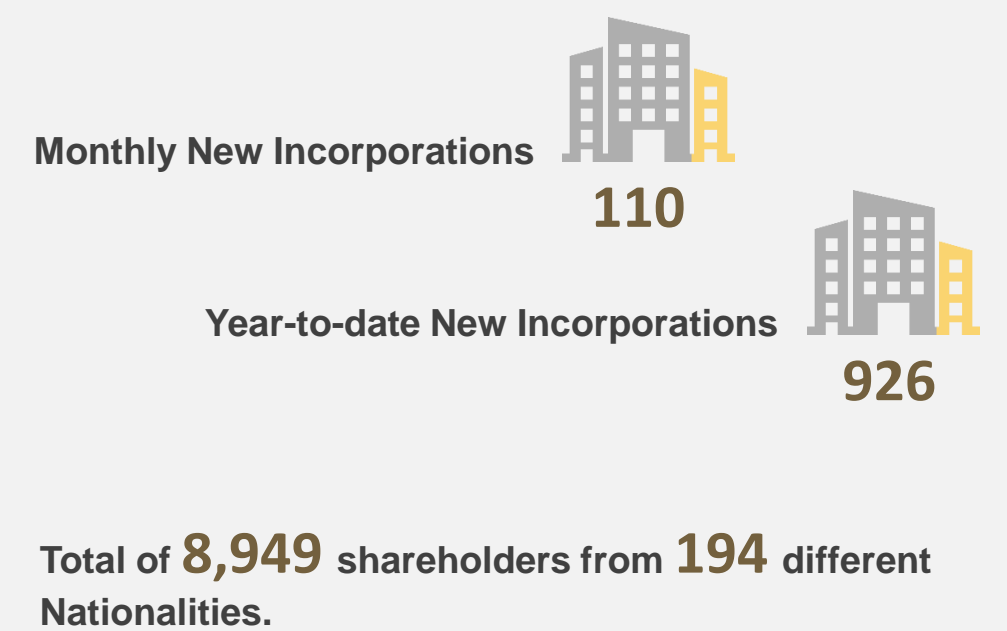 Monthly New Incorporations
110
Year-to-date New Incorporations
926
Total of 8,949 shareholders from 194 different
Nationalities.